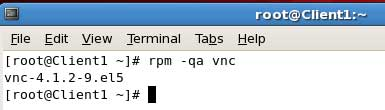 root@Client1:~
File Edit View Terminal Tabs Help
[root@Client1 ~]# rpm -qa vnc
vnc-4.1.2-9.el5
[root@Client1 ~]#